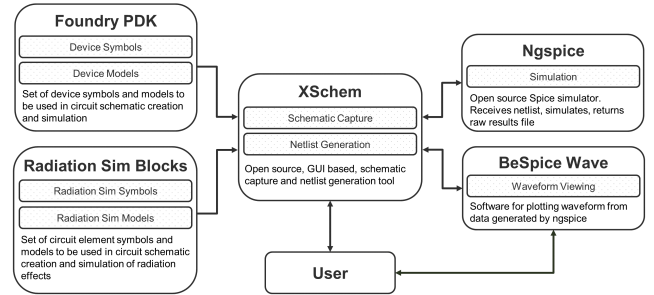 Foundry PDK
Device Symbols
Device Models
Set of device symbols and models to
be used in circuit schematic creation
and simulation
Radiation Sim Blocks
Radiation Sim Symbols
Radiation Sim Models
Set of circuit element symbols and
models to be used in circuit schematic
creation and simulation of radiation
effects
XSchem
Schematic Capture
Netlist Generation
Open source, GUI based, schematic
capture and netlist generation tool
User
Ngspice
Simulation
Open source Spice simulator.
Receives netlist, simulates, returns
raw results file
BeSpice Wave
Waveform Viewing
Software for plotting waveform from
data generated by ngspice